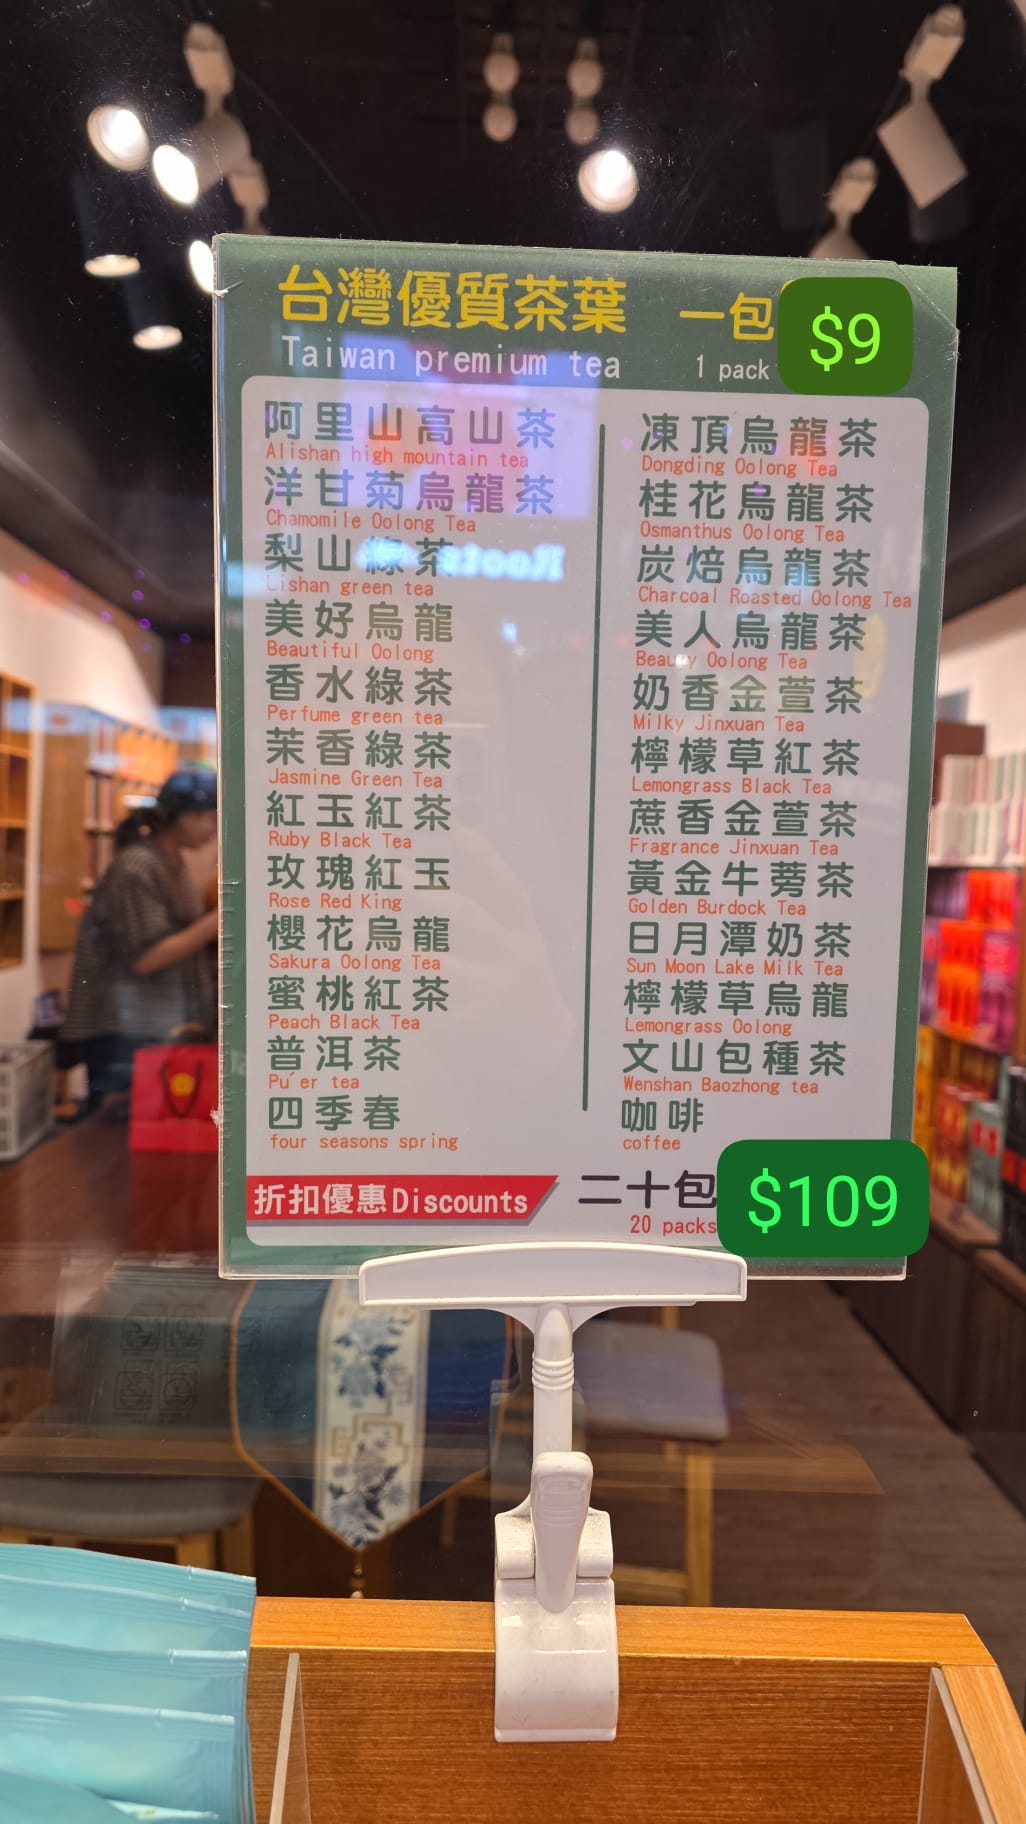 台灣優質茶葉 一包 $9
Taiwan premium tea 1 pack
阿里山高山茶
Alishan high mountain tea
洋甘菊烏龍茶
Chamomile Oolong Tea
梨山綠茶
Lishan green tea
美好烏龍
Beautiful Oolong
香水綠茶
Perfume green tea
茉香綠茶
Jasmine Green Tea
紅玉紅茶
Ruby Black Tea
玫瑰紅玉
Rose Red King
櫻花烏龍
Sakura Oolong Tea
蜜桃紅茶
Peach Black Tea
普洱茶
Pu'er tea
四季春
four seasons spring
凍頂烏龍茶
Dongding Oolong Tea
桂花烏龍茶
Osmanthus Oolong Tea
炭焙烏龍茶
Charcoal Roasted Oolong Tea
美人烏龍茶
Beauty Oolong Tea
奶香金萱茶
Milky Jinxuan Tea
檸檬草紅茶
Lemongrass Black Tea
蔗香金萱茶
Fragrance Jinxuan Tea
黃金牛蒡茶
Golden Burdock Tea
日月潭奶茶
Sun Moon Lake Milk Tea
檸檬草烏龍
Lemongrass Oolong
文山包種茶
Wenshan Baozhong tea
咖啡
coffee
折扣優惠Discounts 二十包 $109
20 packs